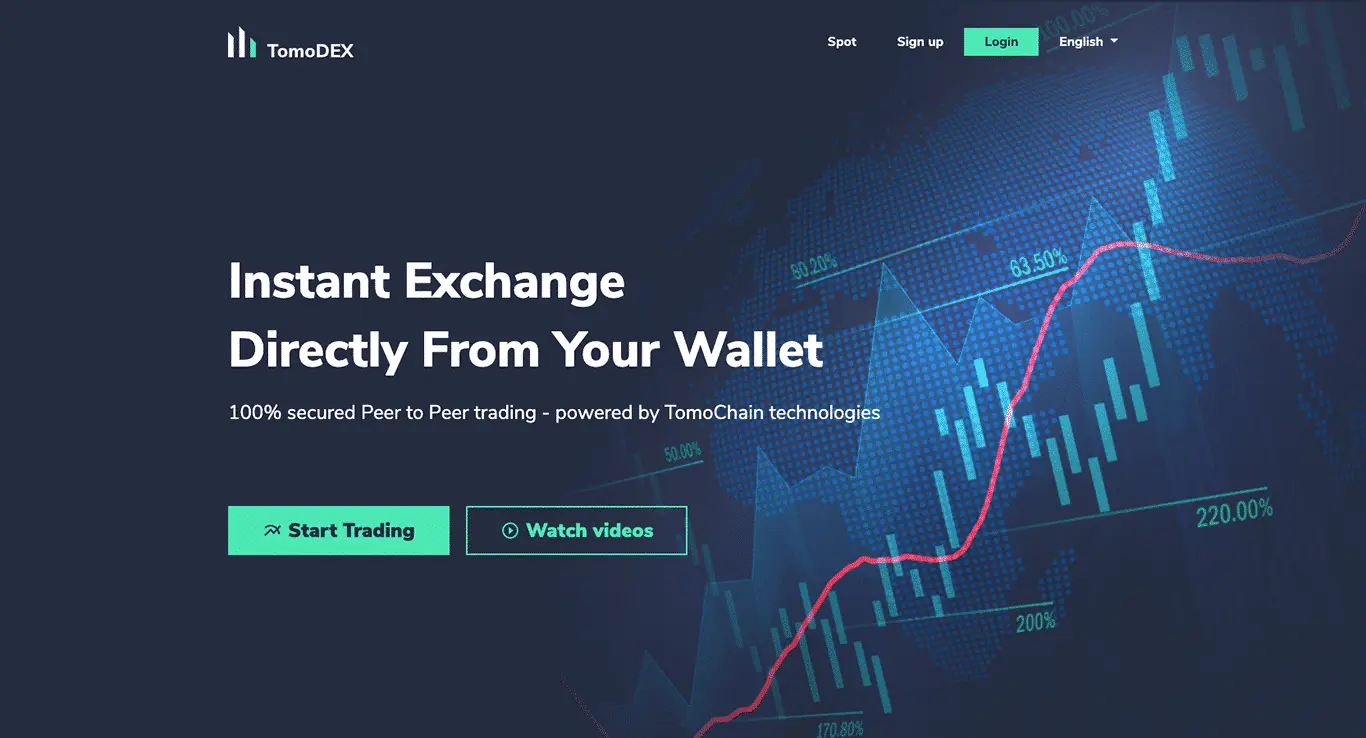 TomoDEX
Spot
Sign up
Login
English
100.00%
80.20%
63.50%
Instant Exchange
Directly From Your Wallet
100% secured Peer to Peer trading - powered by TomoChain technologies
50.00%
220.00%
Start Trading
Watch videos
200%
170.80%